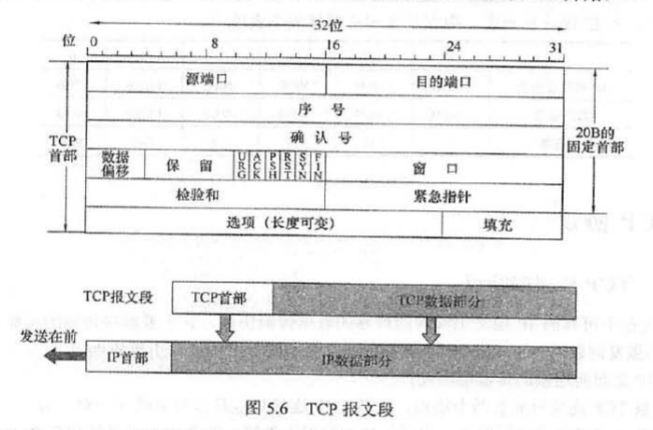 32位
位 0 8 16 24 31
源端口 目的端口
序号
TCP首部 确认号 20B的固定首部
数据偏移 保留 URG ACK PSH RST SYN FIN 窗口
检验和 紧急指针
选项（长度可变） 填充
TCP报文段 TCP首部 TCP数据部分
发送在前
IP首部 IP数据部分
图 5.6 TCP 报文段